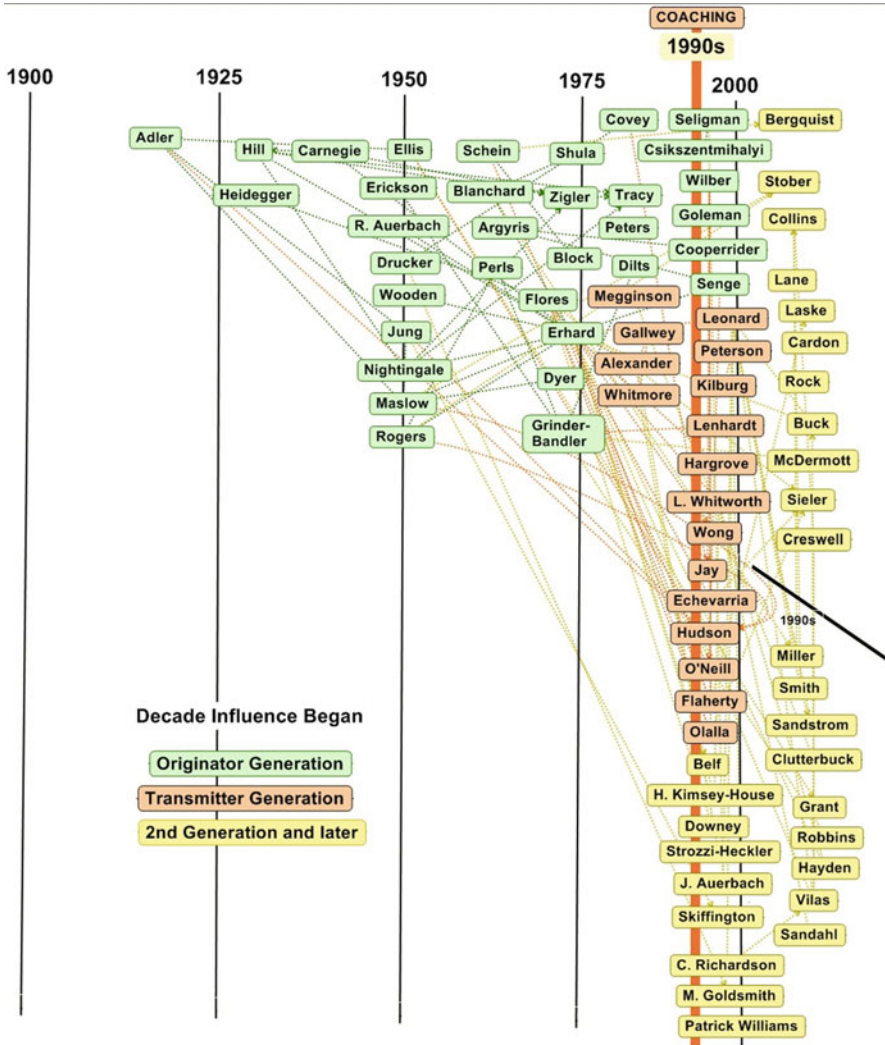 COACHING
1990s
1900
1925
1950
1975
2000
Covey
Seligman
Bergquist
Adler
Hill
Carnegie
Ellis
Schein
Shula
Csikszentmihalyi
Heidegger
Erickson
Blanchard
Zigler
Tracy
Wilber
Stober
R. Auerbach
Argyris
Peters
Goleman
Collins
Drucker
Perls
Block
Dilts
Cooperrider
Wooden
Flores
Megginson
Senge
Lane
Jung
Erhard
Gallwey
Leonard
Laske
Nightingale
Dyer
Alexander
Peterson
Cardon
Maslow
Whitmore
Kilburg
Rock
Rogers
Grinder-
Bandler
Lenhardt
Buck
Hargrove
McDermott
L. Whitworth
Sieler
Wong
Creswell
Jay
Echevarria
1990s
Hudson
Miller
O'Neill
Smith
Flaherty
Sandstrom
Olalla
Clutterbuck
Belf
H. Kimsey-House
Grant
Downey
Robbins
Strozzi-Heckler
Hayden
J. Auerbach
Vilas
Skiffington
Sandahl
C. Richardson
M. Goldsmith
Patrick Williams
Decade Influence Began
Originator Generation
Transmitter Generation
2nd Generation and later